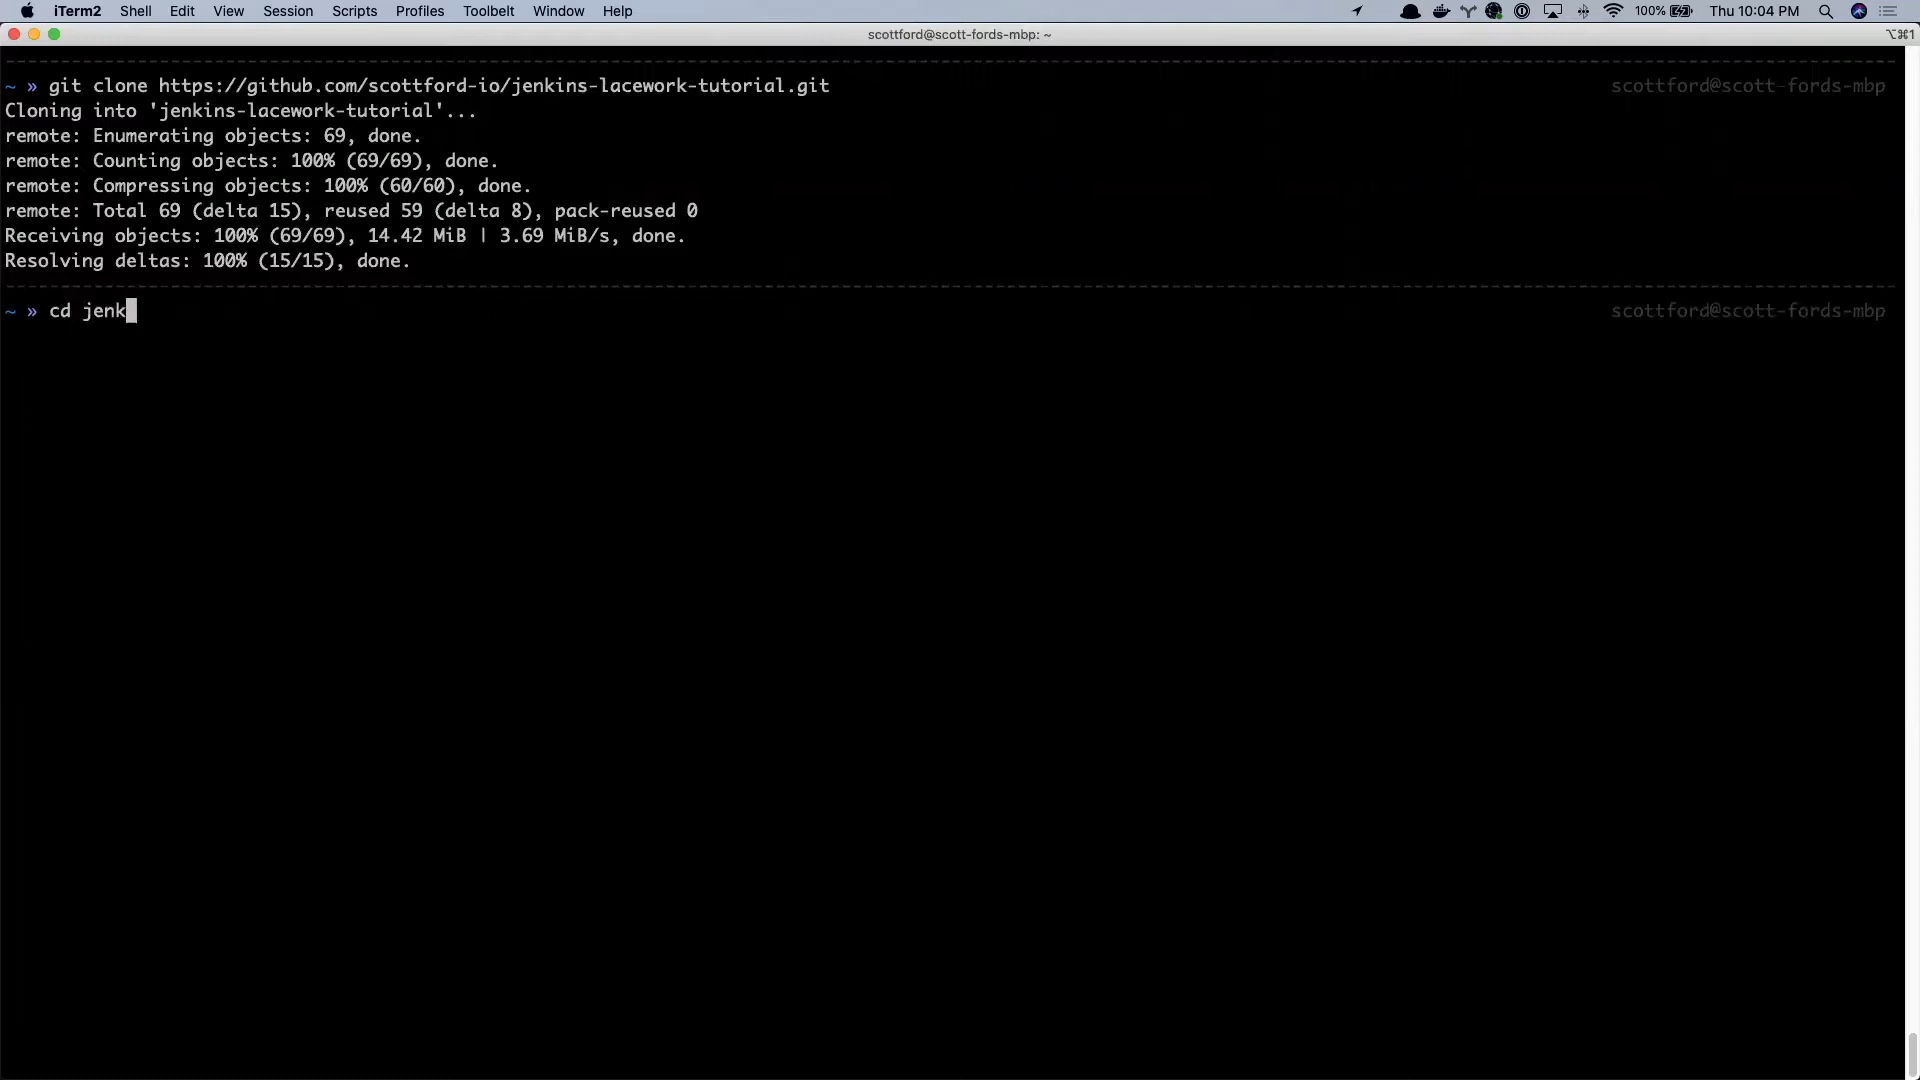 iTerm2 Shell Edit View Session Scripts Profiles Toolbelt Window Help 100% Thu 10:04 PM
scottford@scott-fords-mbp: ~ ⌥⌘1
~ » git clone https://github.com/scottford-io/jenkins-lacework-tutorial.git scottford@scott-fords-mbp
Cloning into 'jenkins-lacework-tutorial'...
remote: Enumerating objects: 69, done.
remote: Counting objects: 100% (69/69), done.
remote: Compressing objects: 100% (60/60), done.
remote: Total 69 (delta 15), reused 59 (delta 8), pack-reused 0
Receiving objects: 100% (69/69), 14.42 MiB | 3.69 MiB/s, done.
Resolving deltas: 100% (15/15), done.
~ » cd jenk scottford@scott-fords-mbp